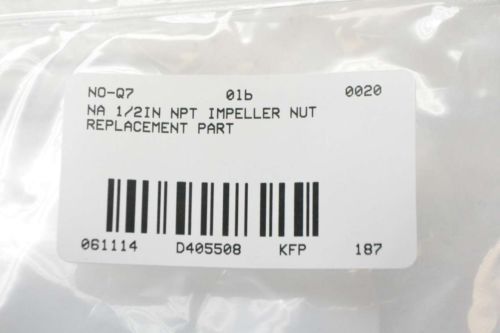 NO-Q7 01b 0020
NA 1/2IN NPT IMPELLER NUT
REPLACEMENT PART
061114 D405508 KFP 187